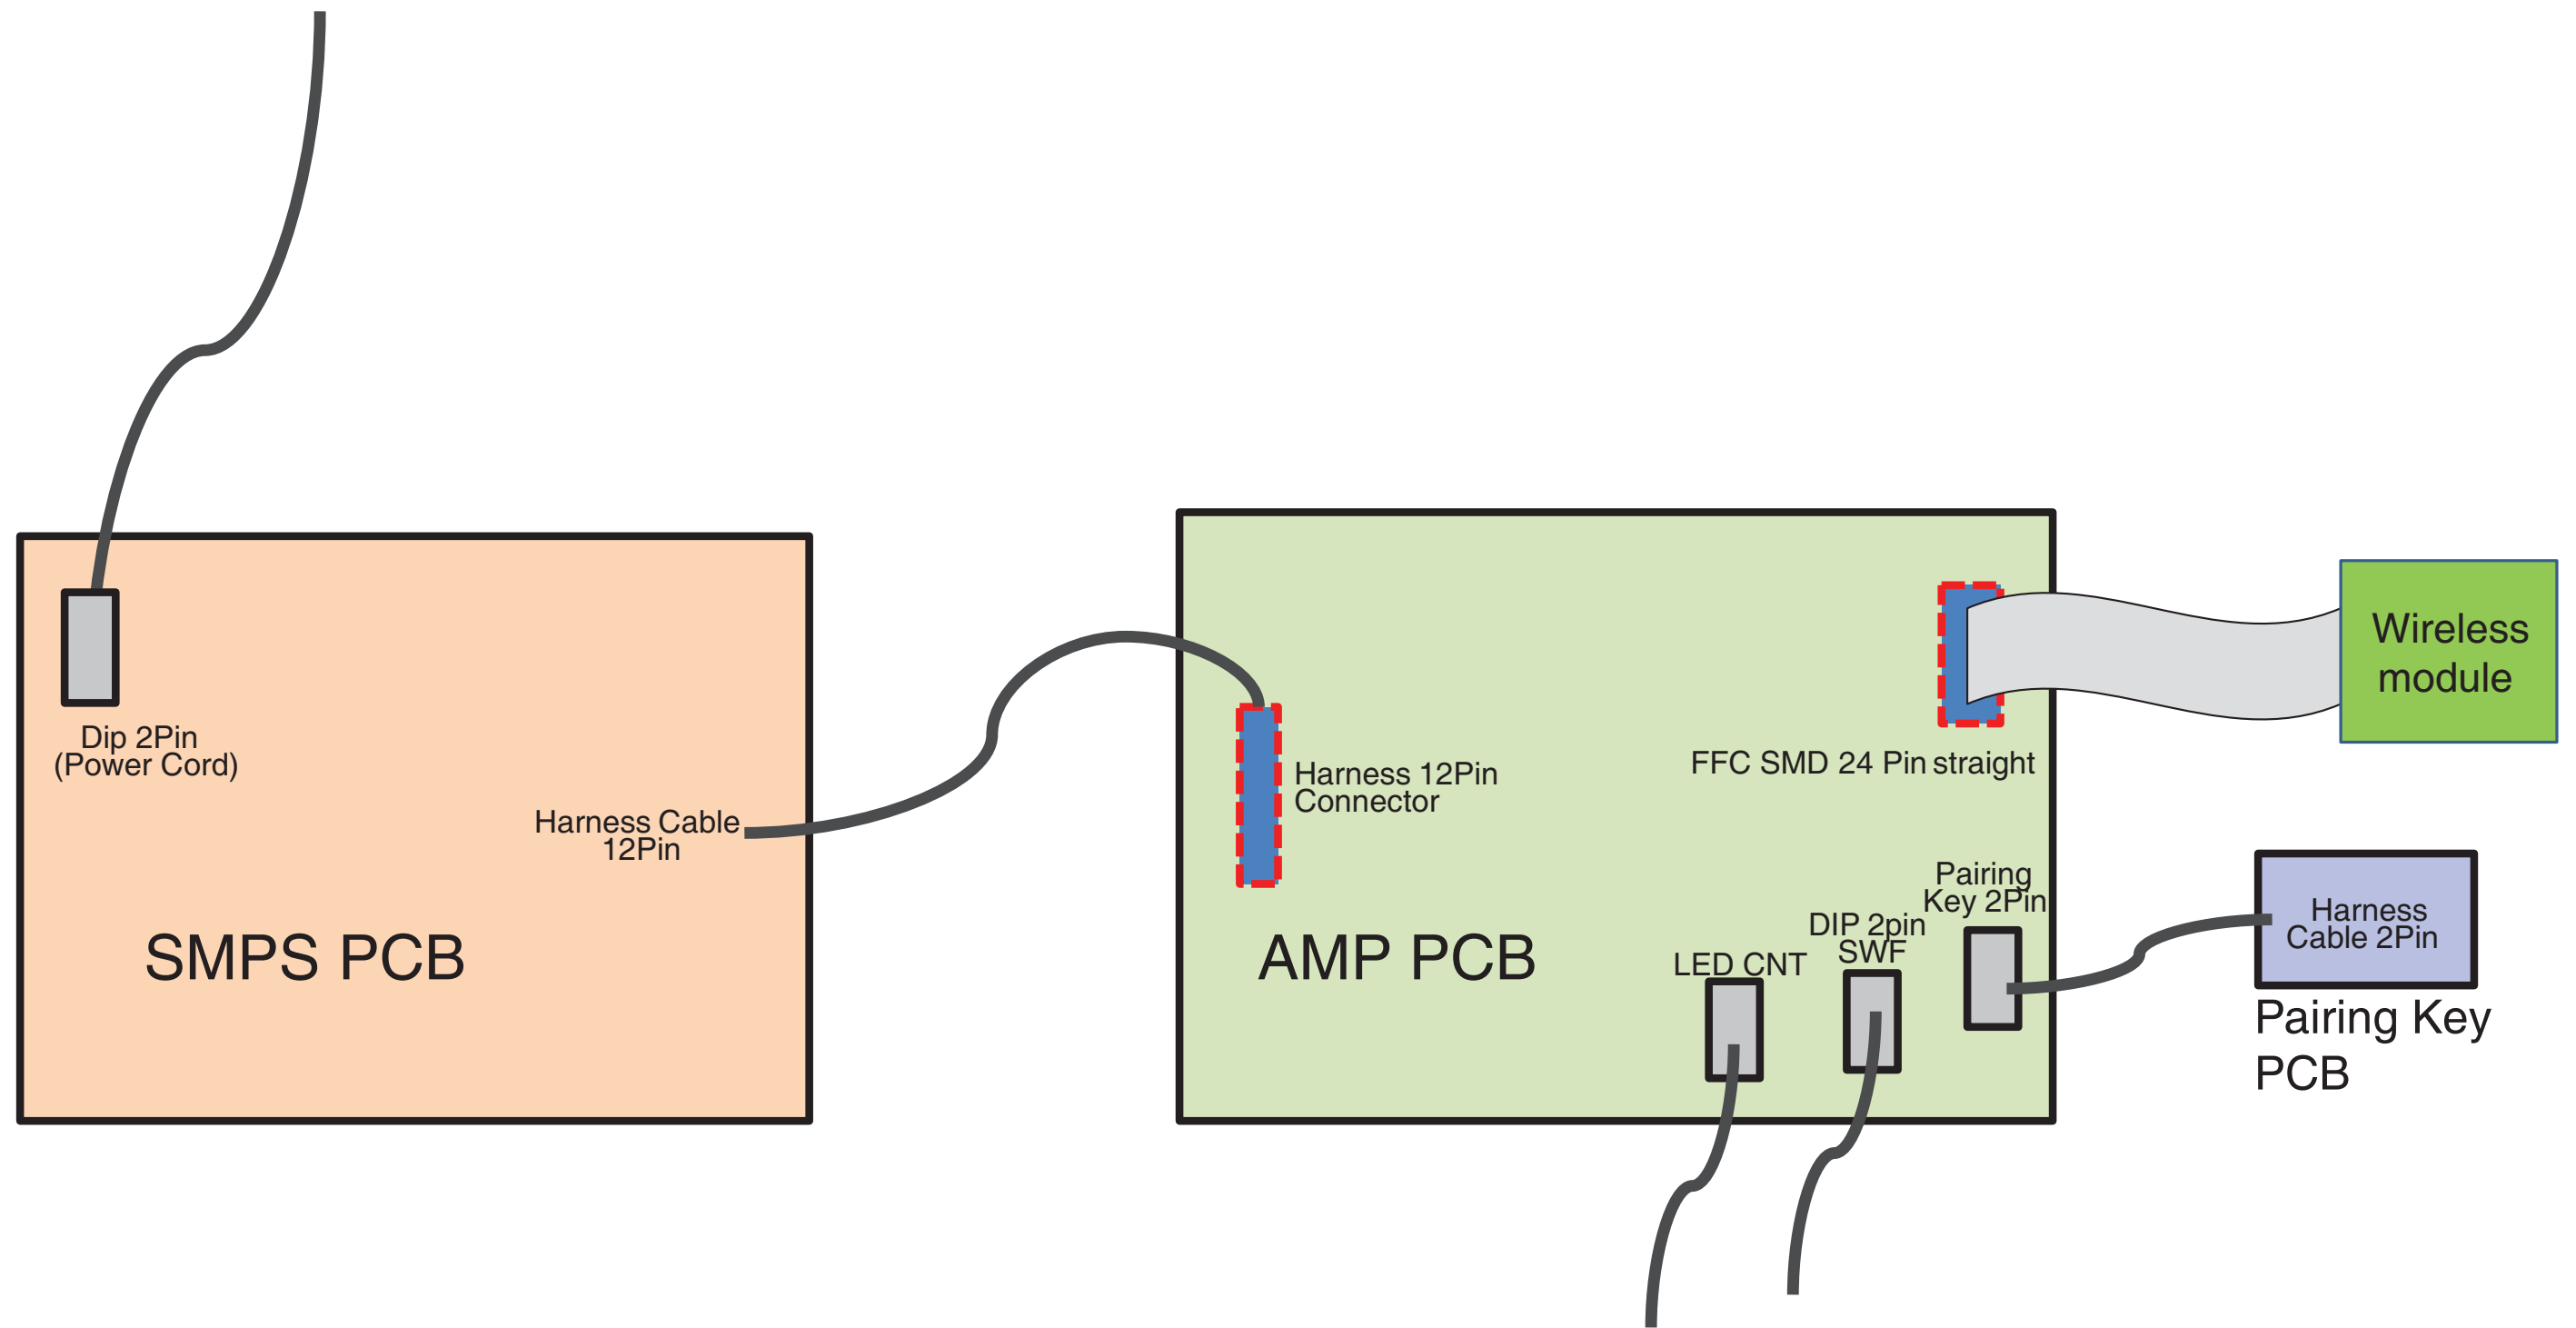 Dip 2Pin
(Power Cord)
Harness Cable
12Pin
SMPS PCB
Harness 12Pin
Connector
AMP PCB
FFC SMD 24 Pin straight
LED CNT
DIP 2pin
SWF
Pairing
Key 2Pin
Wireless
module
Harness
Cable 2Pin
Pairing Key
PCB